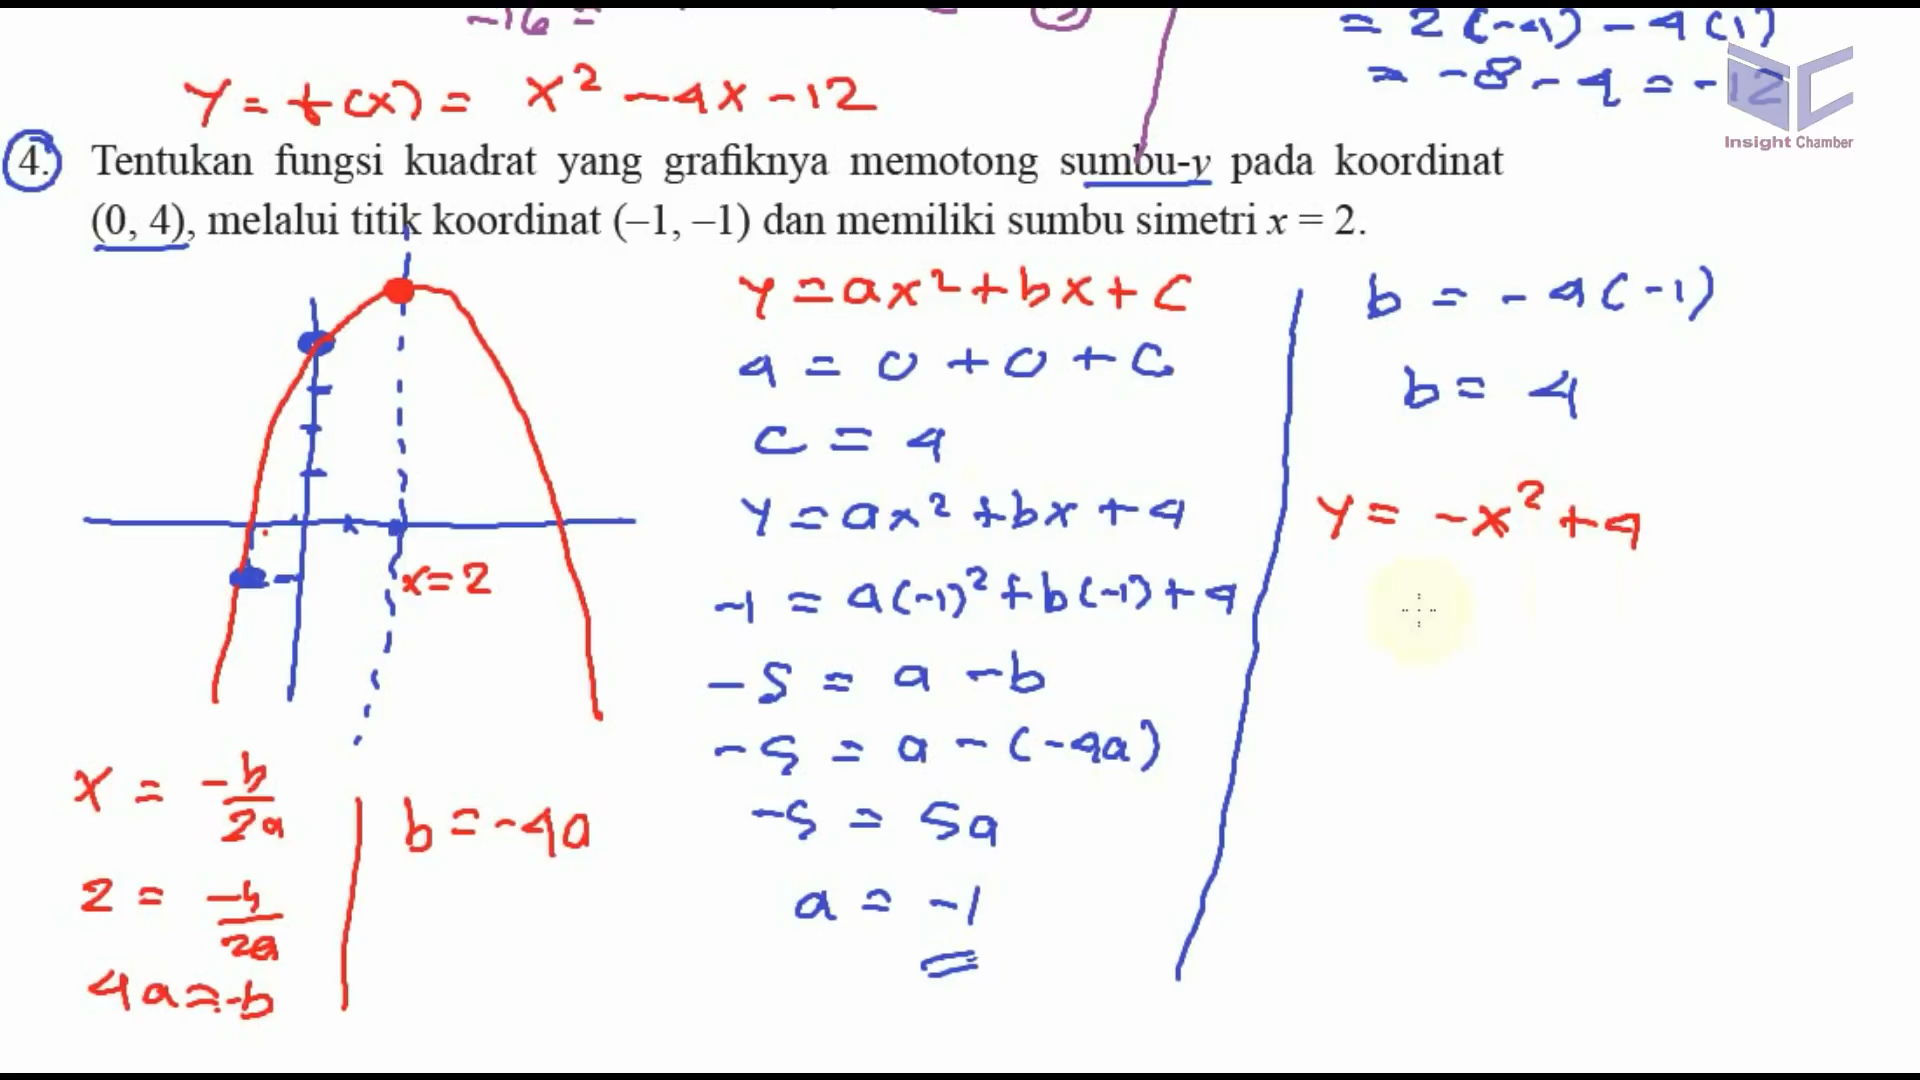 -16 =
= 2(-4) - 4(1)
= -8 - 4 = -12
Insight Chamber
y = f(x) = x² - 4x - 12
4. Tentukan fungsi kuadrat yang grafiknya memotong sumbu-y pada koordinat
(0, 4), melalui titik koordinat (–1, –1) dan memiliki sumbu simetri x = 2.
x=2
x = -b/2a
2 = -b/2a
4a = -b
b = -4a
y = ax² + bx + c
4 = 0 + 0 + c
c = 4
y = ax² + bx + 4
-1 = a(-1)² + b(-1) + 4
-5 = a - b
-5 = a - (-4a)
-5 = 5a
a = -1
b = -4(-1)
b = 4
y = -x² + 4